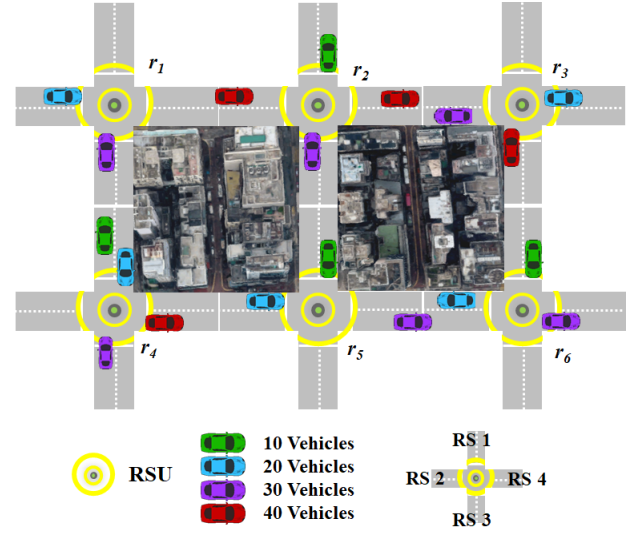 r1
r2
r3
r4
r5
r6
RSU
10 Vehicles
20 Vehicles
30 Vehicles
40 Vehicles
RS 1
RS 2
RS 4
RS 3